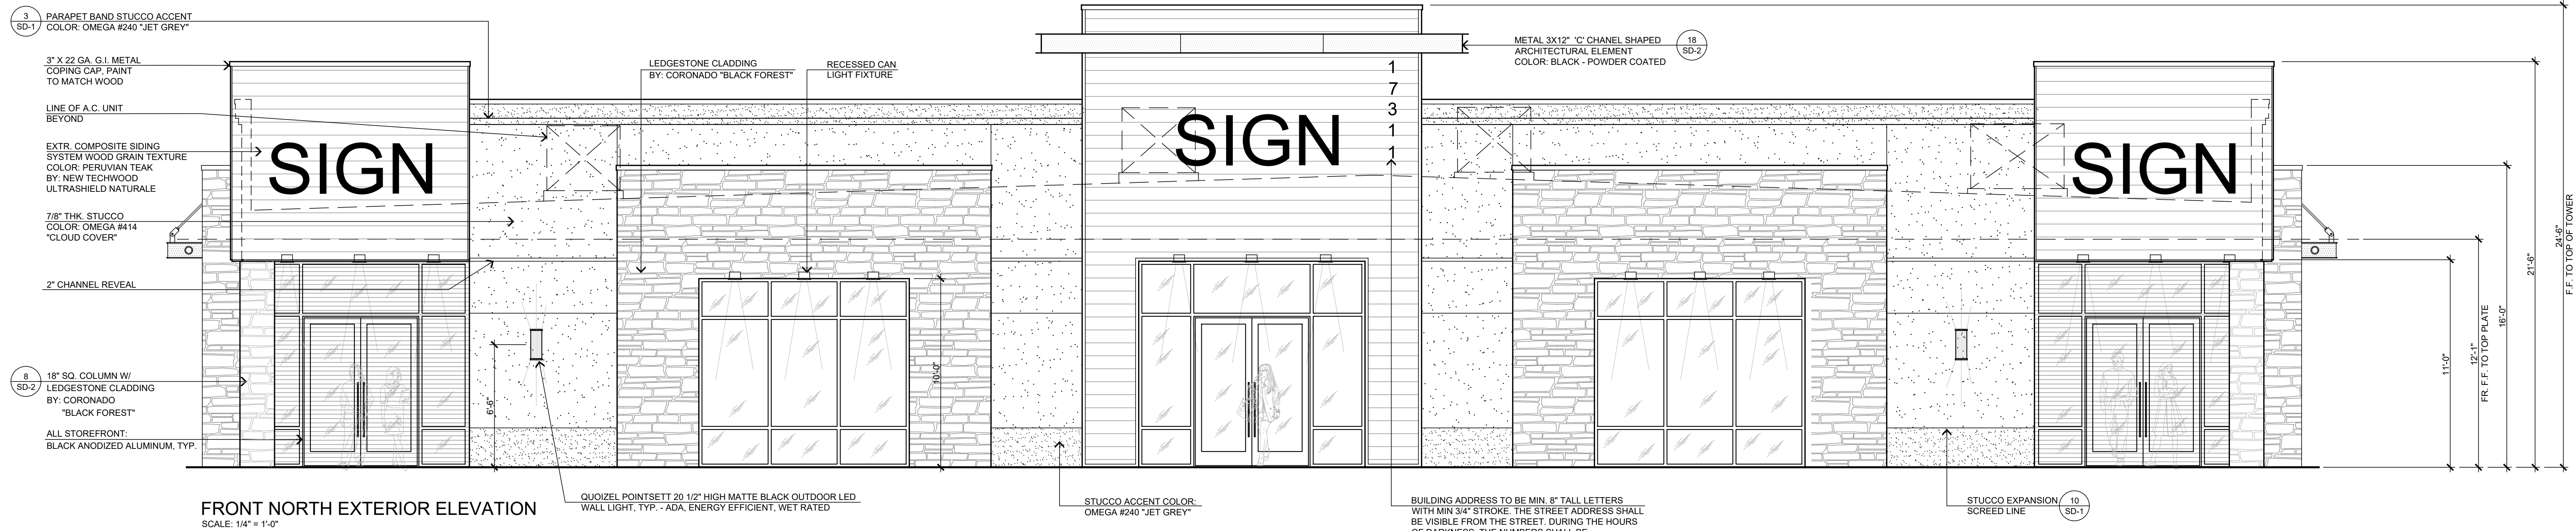 3
SD-1
PARAPET BAND STUCCO ACCENT
COLOR: OMEGA #240 "JET GREY"
3" X 22 GA. G.I. METAL
COPING CAP, PAINT
TO MATCH WOOD
LINE OF A.C. UNIT
BEYOND
EXTR. COMPOSITE SIDING
SYSTEM WOOD GRAIN TEXTURE
COLOR: PERUVIAN TEAK
BY: NEW TECHWOOD
ULTRASHIELD NATURALE
7/8" THK. STUCCO
COLOR: OMEGA #414
"CLOUD COVER"
2" CHANNEL REVEAL
8
SD-2
18" SQ. COLUMN W/
LEDGESTONE CLADDING
BY: CORONADO
"BLACK FOREST"
ALL STOREFRONT:
BLACK ANODIZED ALUMINUM, TYP.
LEDGESTONE CLADDING
BY: CORONADO "BLACK FOREST"
RECESSED CAN
LIGHT FIXTURE
METAL 3X12" 'C' CHANEL SHAPED
ARCHITECTURAL ELEMENT
COLOR: BLACK - POWDER COATED
18
SD-2
SIGN
SIGN
SIGN
1
7
3
1
1
6'-6"
10'-0"
11'-0"
12'-1"
FR. F.F. TO TOP PLATE
16'-0"
21'-6"
24'-6"
F.F. TO TOP OF TOWER
FRONT NORTH EXTERIOR ELEVATION
SCALE: 1/4" = 1'-0"
QUOIZEL POINTSETT 20 1/2" HIGH MATTE BLACK OUTDOOR LED
WALL LIGHT, TYP. - ADA, ENERGY EFFICIENT, WET RATED
STUCCO ACCENT COLOR:
OMEGA #240 "JET GREY"
BUILDING ADDRESS TO BE MIN. 8" TALL LETTERS
WITH MIN 3/4" STROKE. THE STREET ADDRESS SHALL
BE VISIBLE FROM THE STREET. DURING THE HOURS
OF DARKNESS, THE NUMBERS SHALL BE
STUCCO EXPANSION
SCREED LINE
10
SD-1